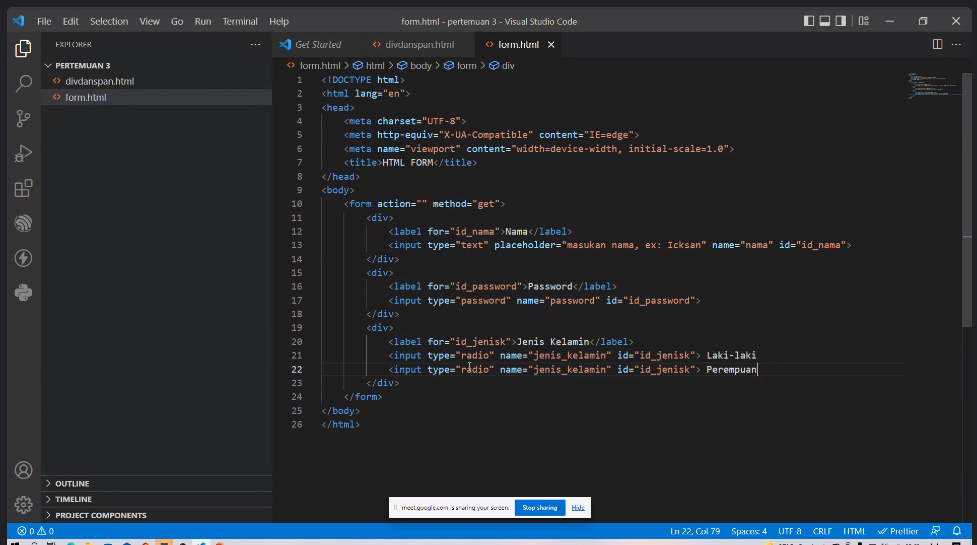 File Edit Selection View Go Run Terminal Help form.html - pertemuan 3 - Visual Studio Code
EXPLORER
PERTEMUAN 3
divdanspan.html
form.html
Get Started divdanspan.html form.html
form.html > html > body > form > div
1 <!DOCTYPE html>
2 <html lang="en">
3 <head>
4 <meta charset="UTF-8">
5 <meta http-equiv="X-UA-Compatible" content="IE=edge">
6 <meta name="viewport" content="width=device-width, initial-scale=1.0">
7 <title>HTML FORM</title>
8 </head>
9 <body>
10 <form action="" method="get">
11 <div>
12 <label for="id_nama">Nama</label>
13 <input type="text" placeholder="masukan nama, ex: Icksan" name="nama" id="id_nama">
14 </div>
15 <div>
16 <label for="id_password">Password</label>
17 <input type="password" name="password" id="id_password">
18 </div>
19 <div>
20 <label for="id_jenisk">Jenis Kelamin</label>
21 <input type="radio" name="jenis_kelamin" id="id_jenisk"> Laki-laki
22 <input type="radio" name="jenis_kelamin" id="id_jenisk"> Perempuan
23 </div>
24 </form>
25 </body>
26 </html>
OUTLINE
TIMELINE
PROJECT COMPONENTS
meet.google.com is sharing your screen. Stop sharing Hide
0 0 Ln 22, Col 79 Spaces: 4 UTF-8 CRLF HTML Prettier